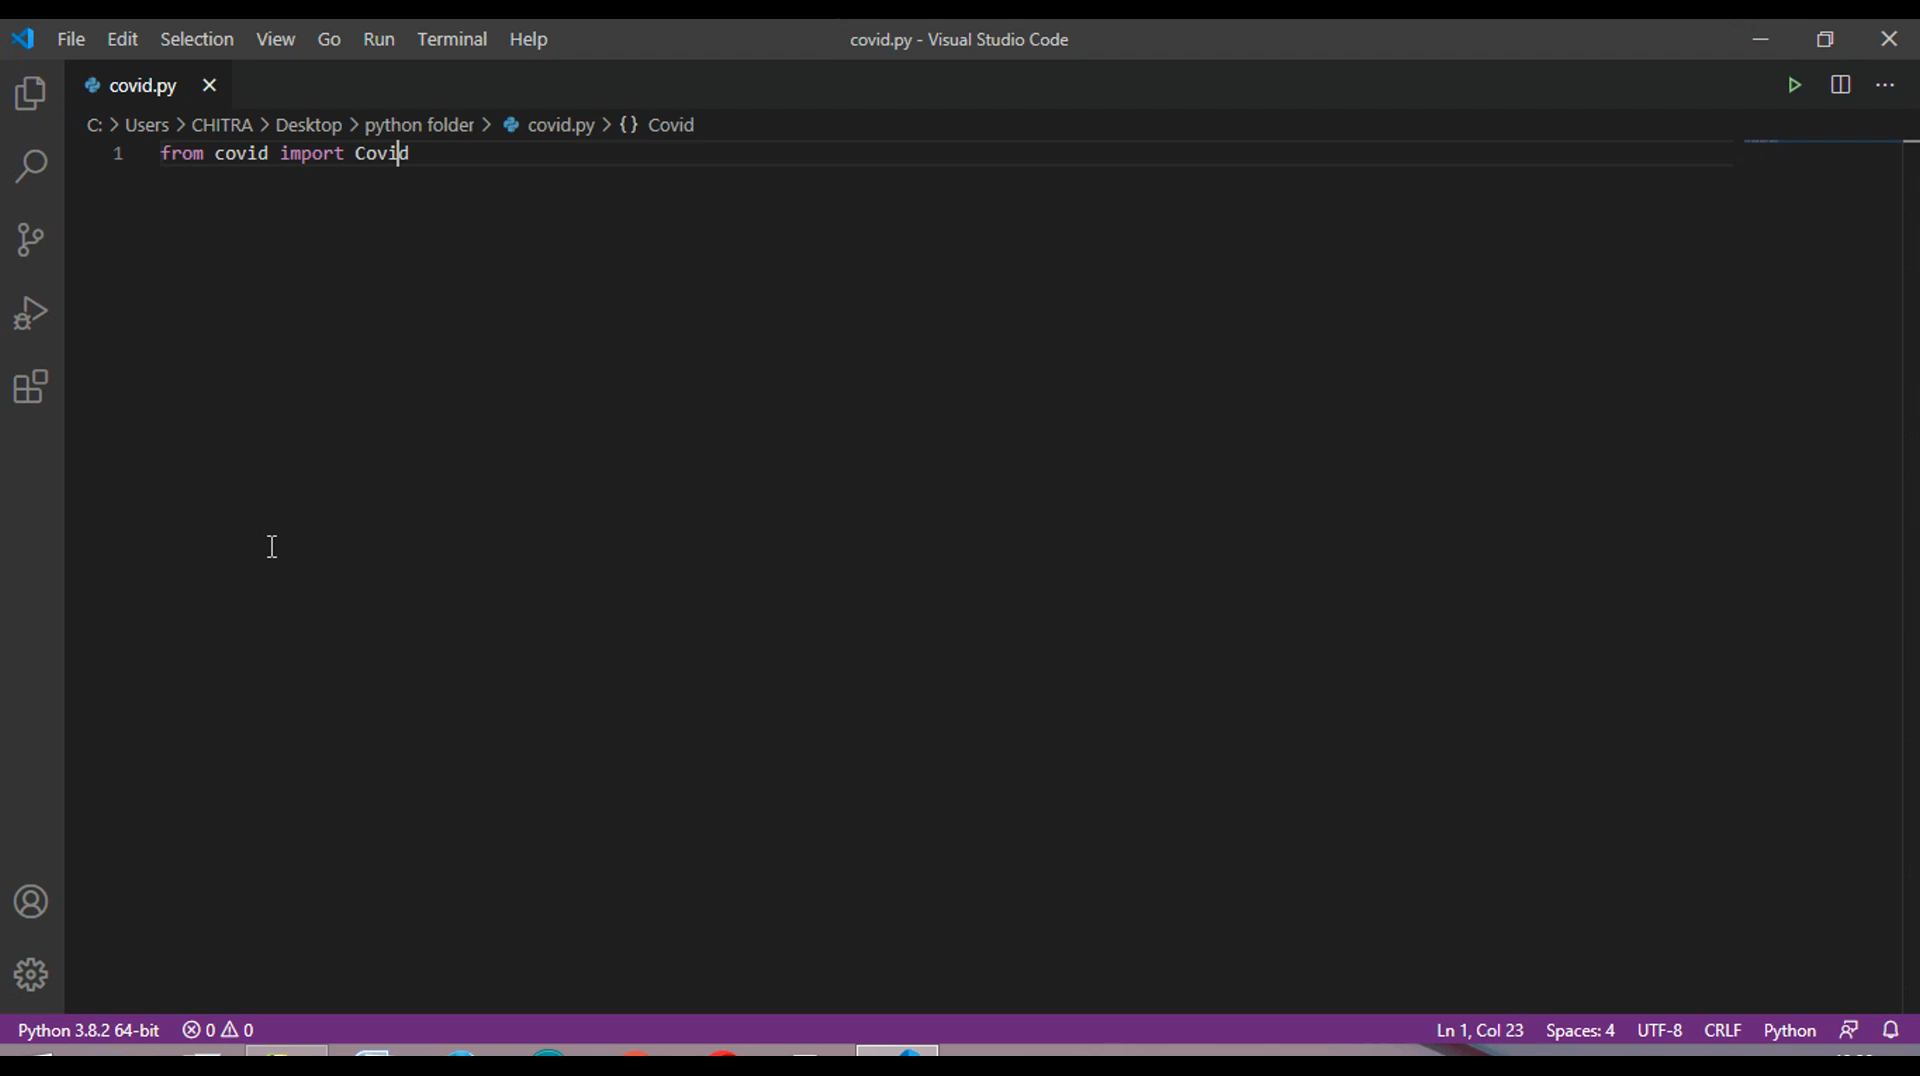 File Edit Selection View Go Run Terminal Help covid.py - Visual Studio Code
covid.py
C: > Users > CHITRA > Desktop > python folder > covid.py > {} Covid
1 from covid import Covid
Python 3.8.2 64-bit 0 0 Ln 1, Col 23 Spaces: 4 UTF-8 CRLF Python